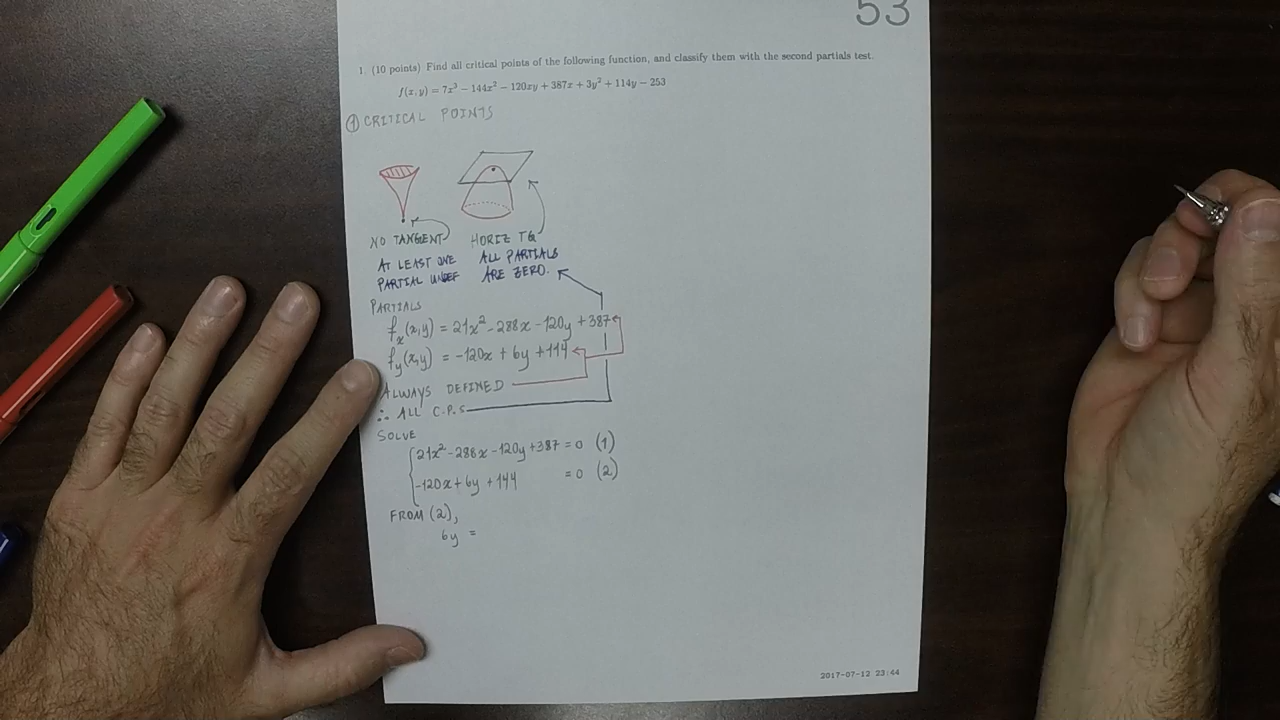 53
1. (10 points) Find all critical points of the following function, and classify them with the second partials test.
f(x, y) = 7x³ − 144x² − 120xy + 387x + 3y² + 114y − 253
① CRITICAL POINTS
NO TANGENT HORIZ TG
AT LEAST ONE ALL PARTIALS
PARTIAL UNDEF ARE ZERO.
PARTIALS
fx(x,y) = 21x² - 288x - 120y + 387
fy(x,y) = -120x + 6y + 144
ALWAYS DEFINED
∴ ALL C.P.S
SOLVE
21x² - 288x - 120y + 387 = 0 (1)
-120x + 6y + 144 = 0 (2)
FROM (2),
6y =
2017-07-12 23:44